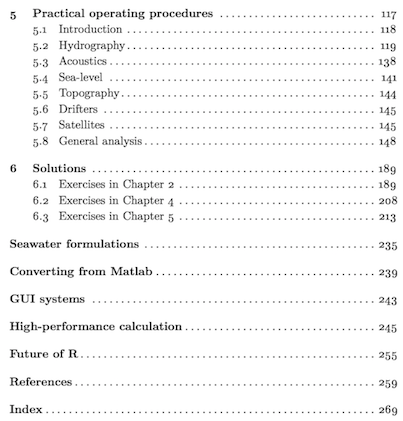 5 Practical operating procedures 117
5.1 Introduction 118
5.2 Hydrography 119
5.3 Acoustics 138
5.4 Sea-level 141
5.5 Topography 144
5.6 Drifters 145
5.7 Satellites 145
5.8 General analysis 148
6 Solutions 189
6.1 Exercises in Chapter 2 189
6.2 Exercises in Chapter 4 208
6.3 Exercises in Chapter 5 213
Seawater formulations 235
Converting from Matlab 239
GUI systems 243
High-performance calculation 245
Future of R 255
References 259
Index 269